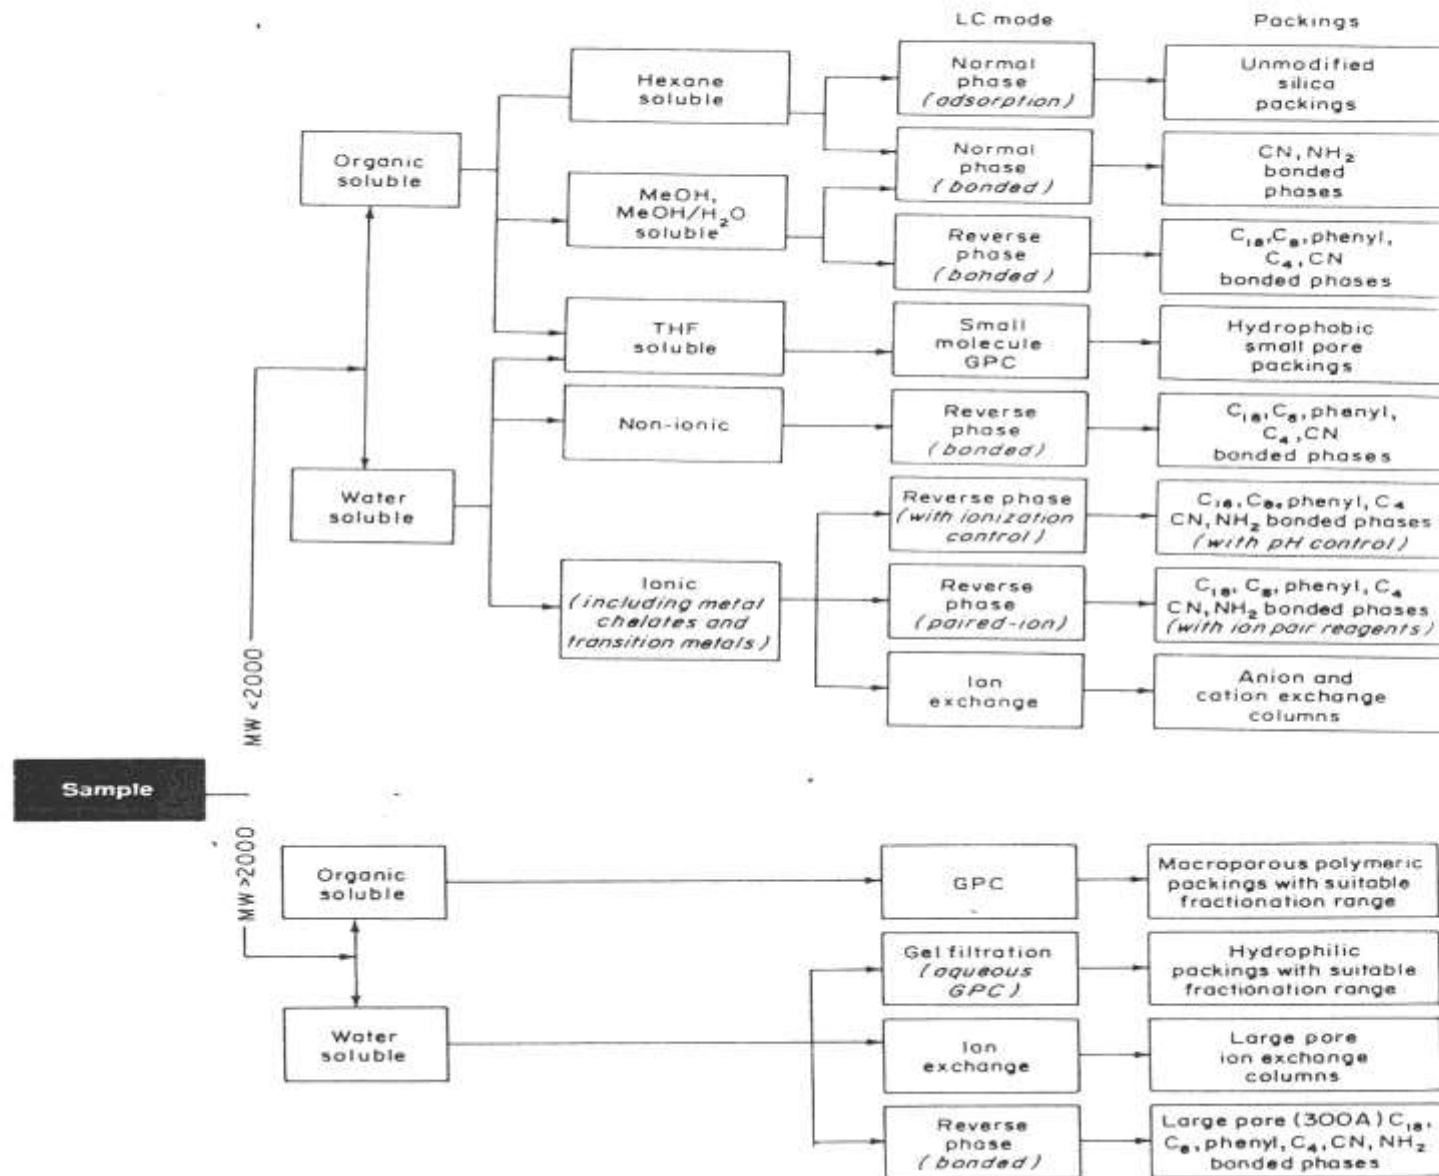 LC mode
Packings
Hexane
soluble
Normal
phase
(adsorption)
Unmodified
silica
packings
Organic
soluble
Normal
phase
(bonded)
CN, NH₂
bonded
phases
MeOH,
MeOH/H₂O
soluble
Reverse
phase
(bonded)
C₁₈, C₈, phenyl,
C₄, CN
bonded phases
THF
soluble
Small
molecule
GPC
Hydrophobic
small pore
packings
Non-ionic
Reverse
phase
(bonded)
C₁₈, C₈, phenyl,
C₄, CN
bonded phases
Water
soluble
Reverse phase
(with ionization
control)
C₁₈, C₈, phenyl, C₄
CN, NH₂ bonded phases
(with pH control)
Ionic
(including metal
chelates and
transition metals)
Reverse
phase
(paired-ion)
C₁₈, C₈, phenyl, C₄
CN, NH₂ bonded phases
(with ion pair reagents)
Ion
exchange
Anion and
cation exchange
columns
MW <2000
Sample
MW >2000
Organic
soluble
GPC
Macroparous polymeric
packings with suitable
fractionation range
Gel filtration
(aqueous
GPC)
Hydrophilic
packings with suitable
fractionation range
Water
soluble
Ion
exchange
Large pore
ion exchange
columns
Reverse
phase
(bonded)
Large pore (300A) C₁₈,
C₈, phenyl, C₄, CN, NH₂
bonded phases